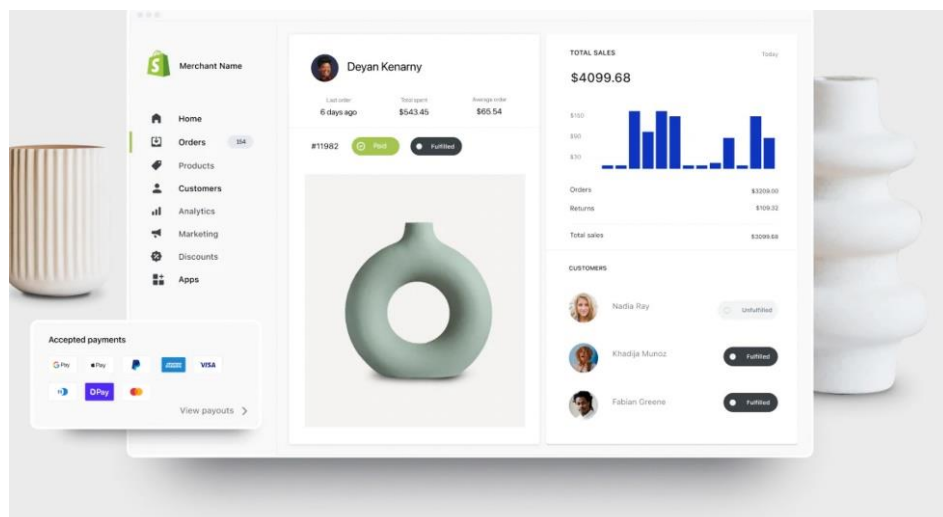 Merchant Name
Home
Orders 154
Products
Customers
Analytics
Marketing
Discounts
Apps
Accepted payments
G Pay Pay AMEX VISA
DPay
View payouts
Deyan Kenarny
Last order Total spent Average order
6 days ago $543.45 $65.54
#11982 Paid Fulfilled
TOTAL SALES Today
$4099.68
$150
$90
$30
Orders $3209.00
Returns $109.32
Total sales $3099.68
CUSTOMERS
Nadia Ray Unfulfilled
Khadija Munoz Fulfilled
Fabian Greene Fulfilled